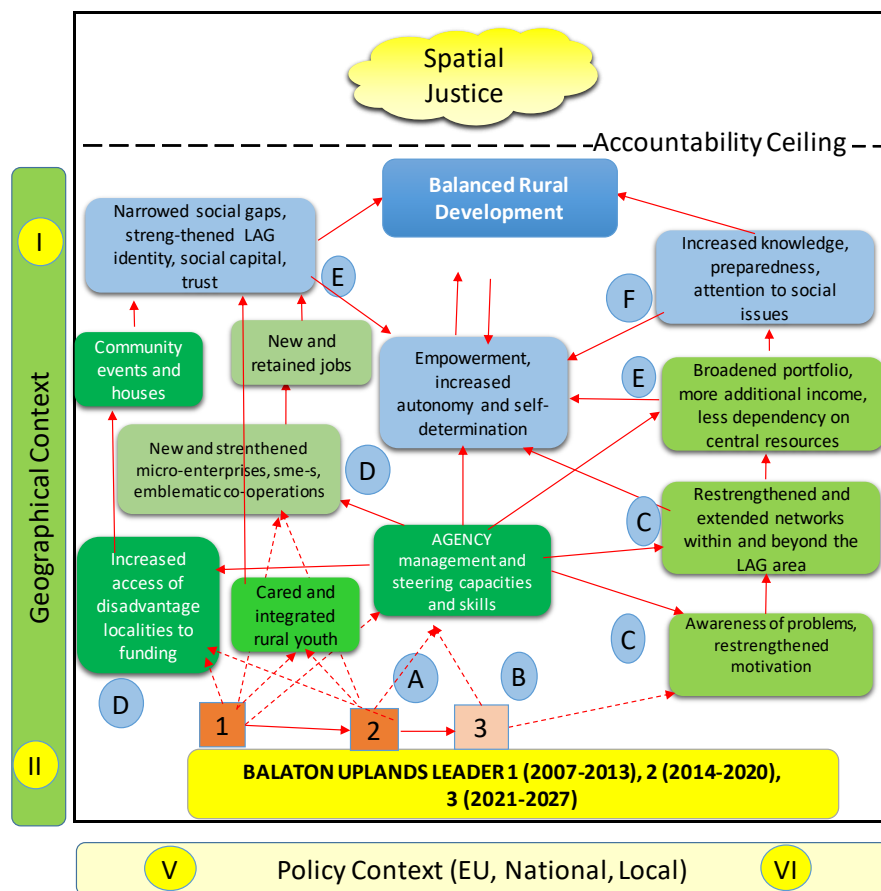 Spatial
Justice
Accountability Ceiling
Geographical Context
I
II
Balanced Rural
Development
Narrowed social gaps,
streng-thened LAG
identity, social capital,
trust
E
Increased knowledge,
preparedness,
attention to social
issues
F
Community
events and
houses
New and
retained jobs
Empowerment,
increased
autonomy and self-
determination
E
Broadened portfolio,
more additional income,
less dependency on
central resources
New and strenthened
micro-enterprises, sme-s,
emblematic co-operations
D
C
Restrengthened and
extended networks
within and beyond the
LAG area
Increased
access of
disadvantage
localities to
funding
Cared and
integrated
rural youth
AGENCY
management and
steering capacities
and skills
C
Awareness of problems,
restrengthened
motivation
D
A
B
1
2
3
BALATON UPLANDS LEADER 1 (2007-2013), 2 (2014-2020),
3 (2021-2027)
V
Policy Context (EU, National, Local)
VI